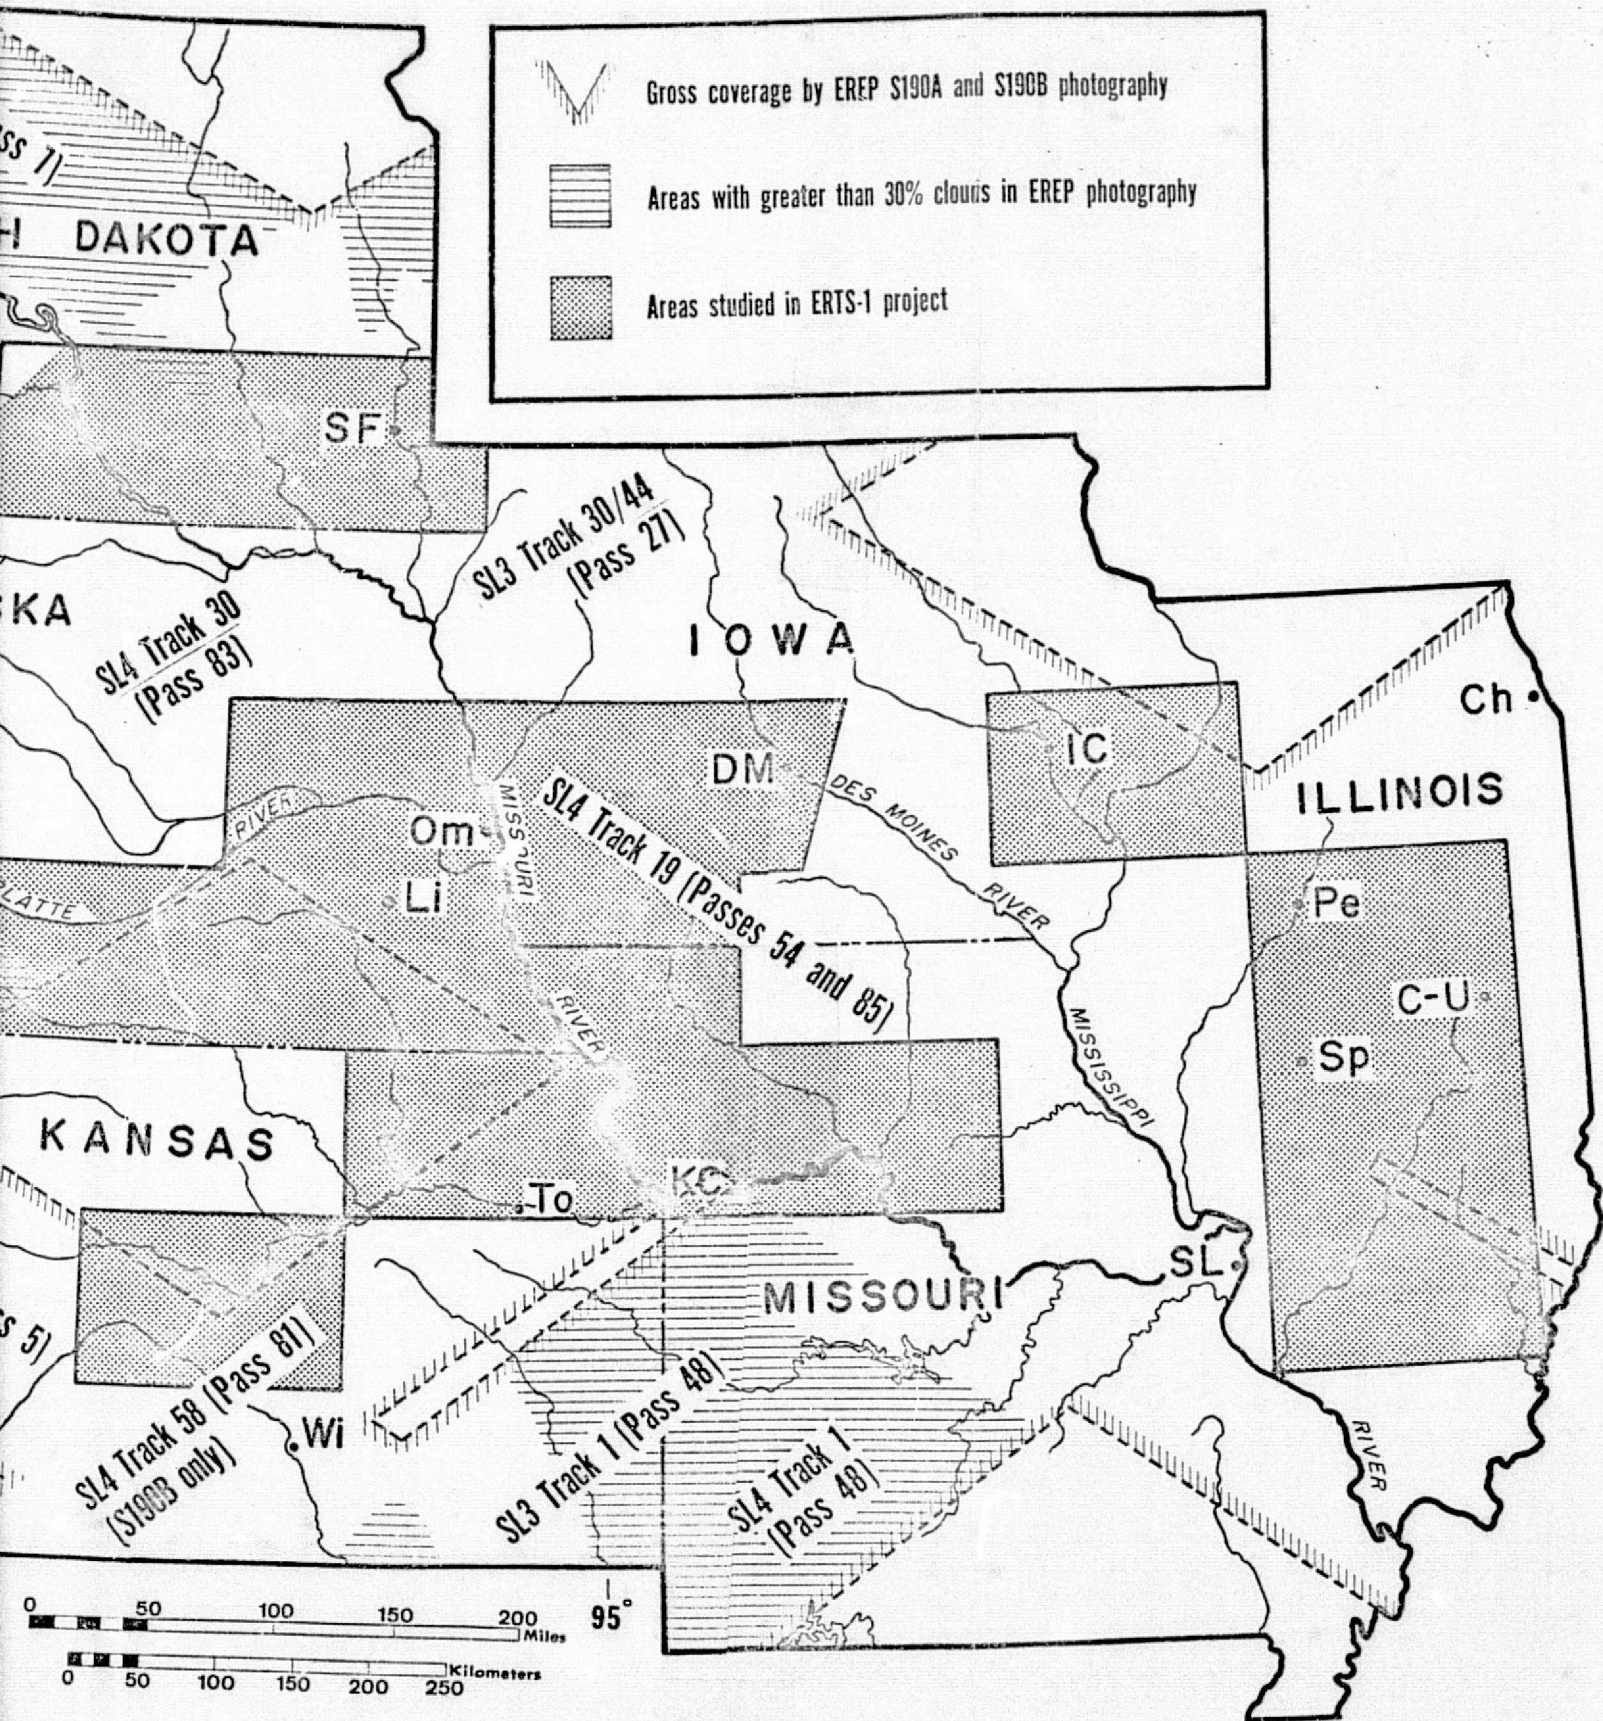 Gross coverage by EREP S190A and S190B photography
Areas with greater than 30% clouds in EREP photography
Areas studied in ERTS-1 project
ss 7)
H DAKOTA
SF
SL3 Track 30/44
(Pass 27)
KA
SL4 Track 30
(Pass 83)
IOWA
Ch
IC
DM
ILLINOIS
DES MOINES
RIVER
RIVER
MISSOURI
Om
SL4 Track 19 (Passes 54 and 85)
Li
PLATTE
Pe
C-U
RIVER
Sp
MISSISSIPPI
KANSAS
To
KC
SL
MISSOURI
s 5)
SL4 Track 58 (Pass 81)
(S190B only)
Wi
SL3 Track 1 (Pass 48)
SL4 Track 1
(Pass 48)
RIVER
0 50 100 150 200
Miles
95°
Kilometers
0 50 100 150 200 250